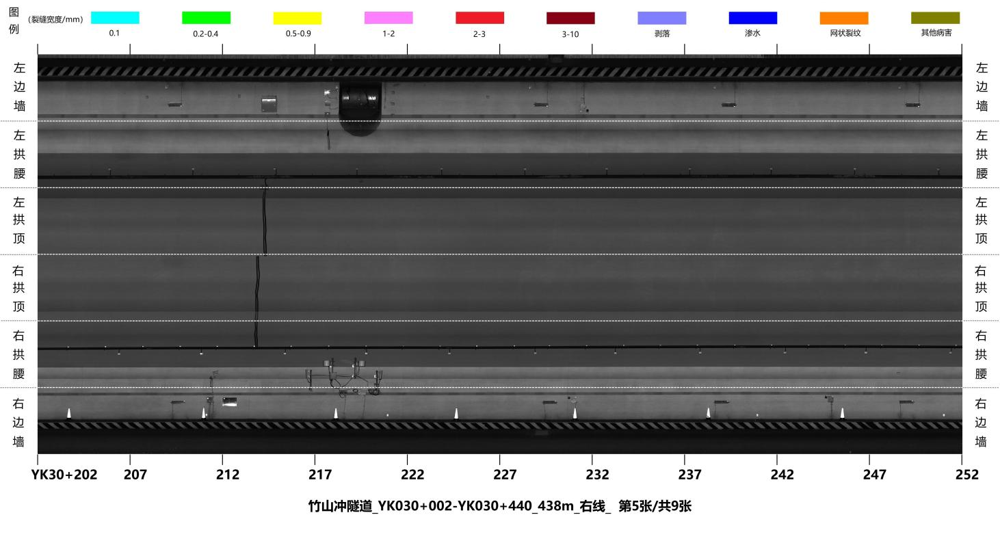 图例 (裂缝宽度/mm)
0.1 0.2-0.4 0.5-0.9 1-2 2-3 3-10 剥落 渗水 网状裂纹 其他病害
左边墙 左边墙
左拱腰 左拱腰
左拱顶 左拱顶
右拱顶 右拱顶
右拱腰 右拱腰
右边墙 右边墙
YK30+202 207 212 217 222 227 232 237 242 247 252
竹山冲隧道_YK030+002-YK030+440_438m_右线_ 第5张/共9张